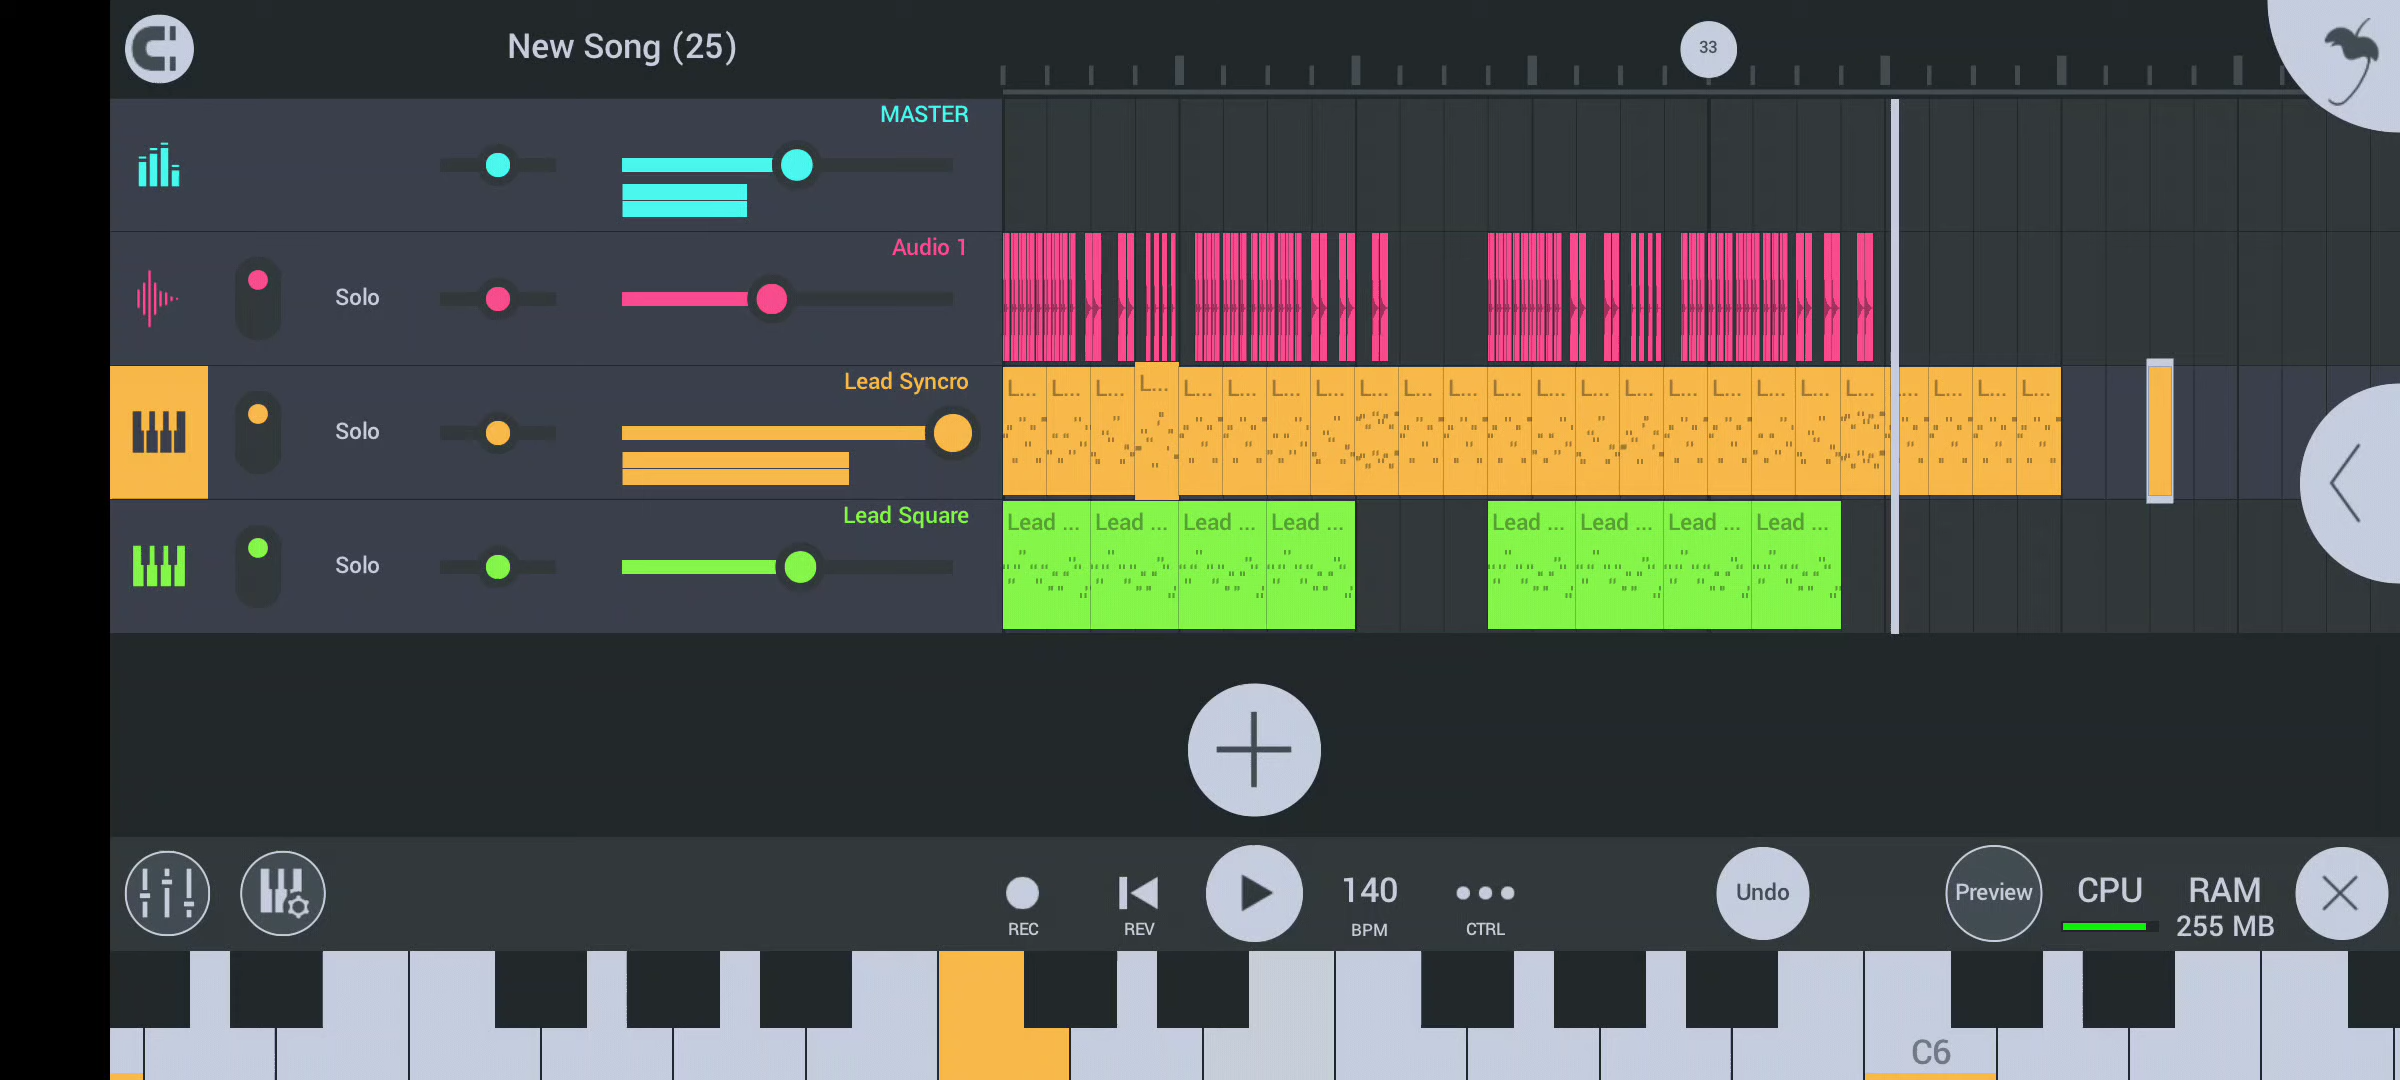 New Song (25)
33
MASTER
Audio 1
Solo
Lead Syncro
Solo
L... L... L... L... L... L... L... L... L... L... L... L... L... L... L... L... L... L... L... L... ... L... L... L...
Lead Square
Solo
Lead ... Lead ... Lead ... Lead ... Lead ... Lead ... Lead ... Lead ...
REC
REV
140
BPM
CTRL
Undo
Preview
CPU
RAM
255 MB
C6